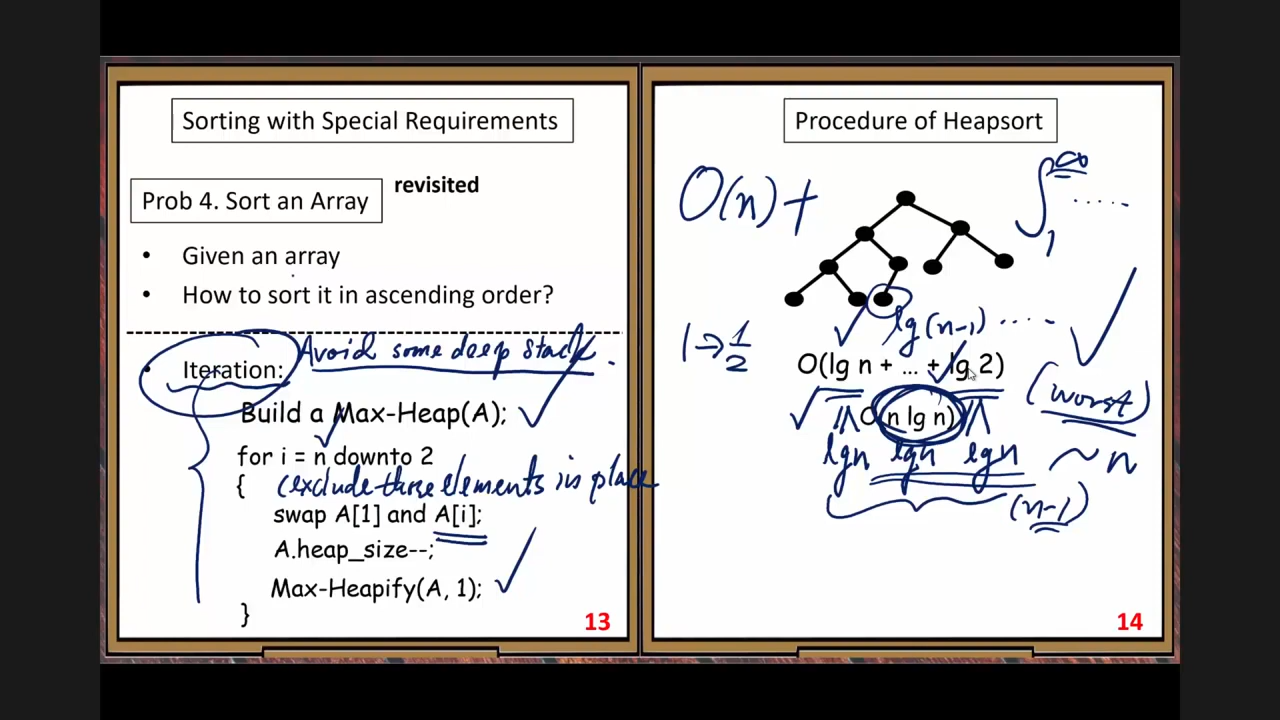 Sorting with Special Requirements
Prob 4. Sort an Array
revisited
• Given an array
• How to sort it in ascending order?
• Iteration:
Avoid some deep stack.
Build a Max-Heap(A);
for i = n downto 2
{
(exclude those elements in place
swap A[1] and A[i];
A.heap_size--;
Max-Heapify(A, 1);
}
13
Procedure of Heapsort
O(n) +
∫₁^∞ .....
1 → 1/2
lg(n-1) ....
O(lg n + ... + lg 2)
O(n lg n)
(worst)
lgn lgn lgn ~ n
(n-1)
14